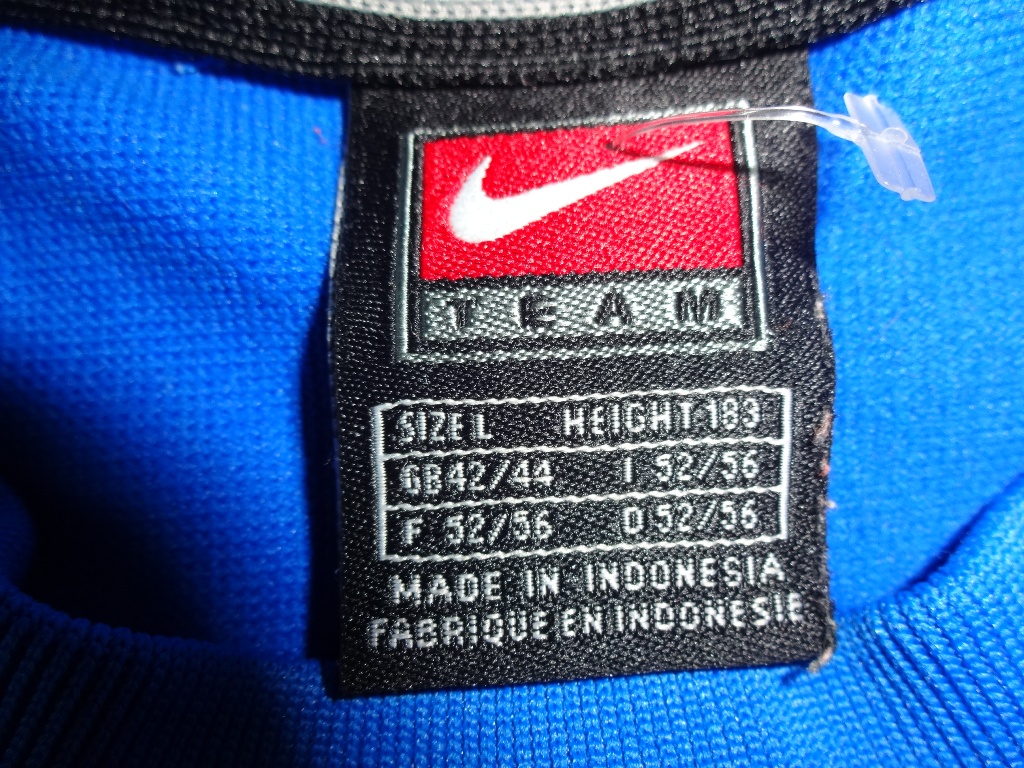 TEAM
SIZE L HEIGHT 183
GB 42/44 I 52/56
F 52/56 D 52/56
MADE IN INDONESIA
FABRIQUE EN INDONESIE